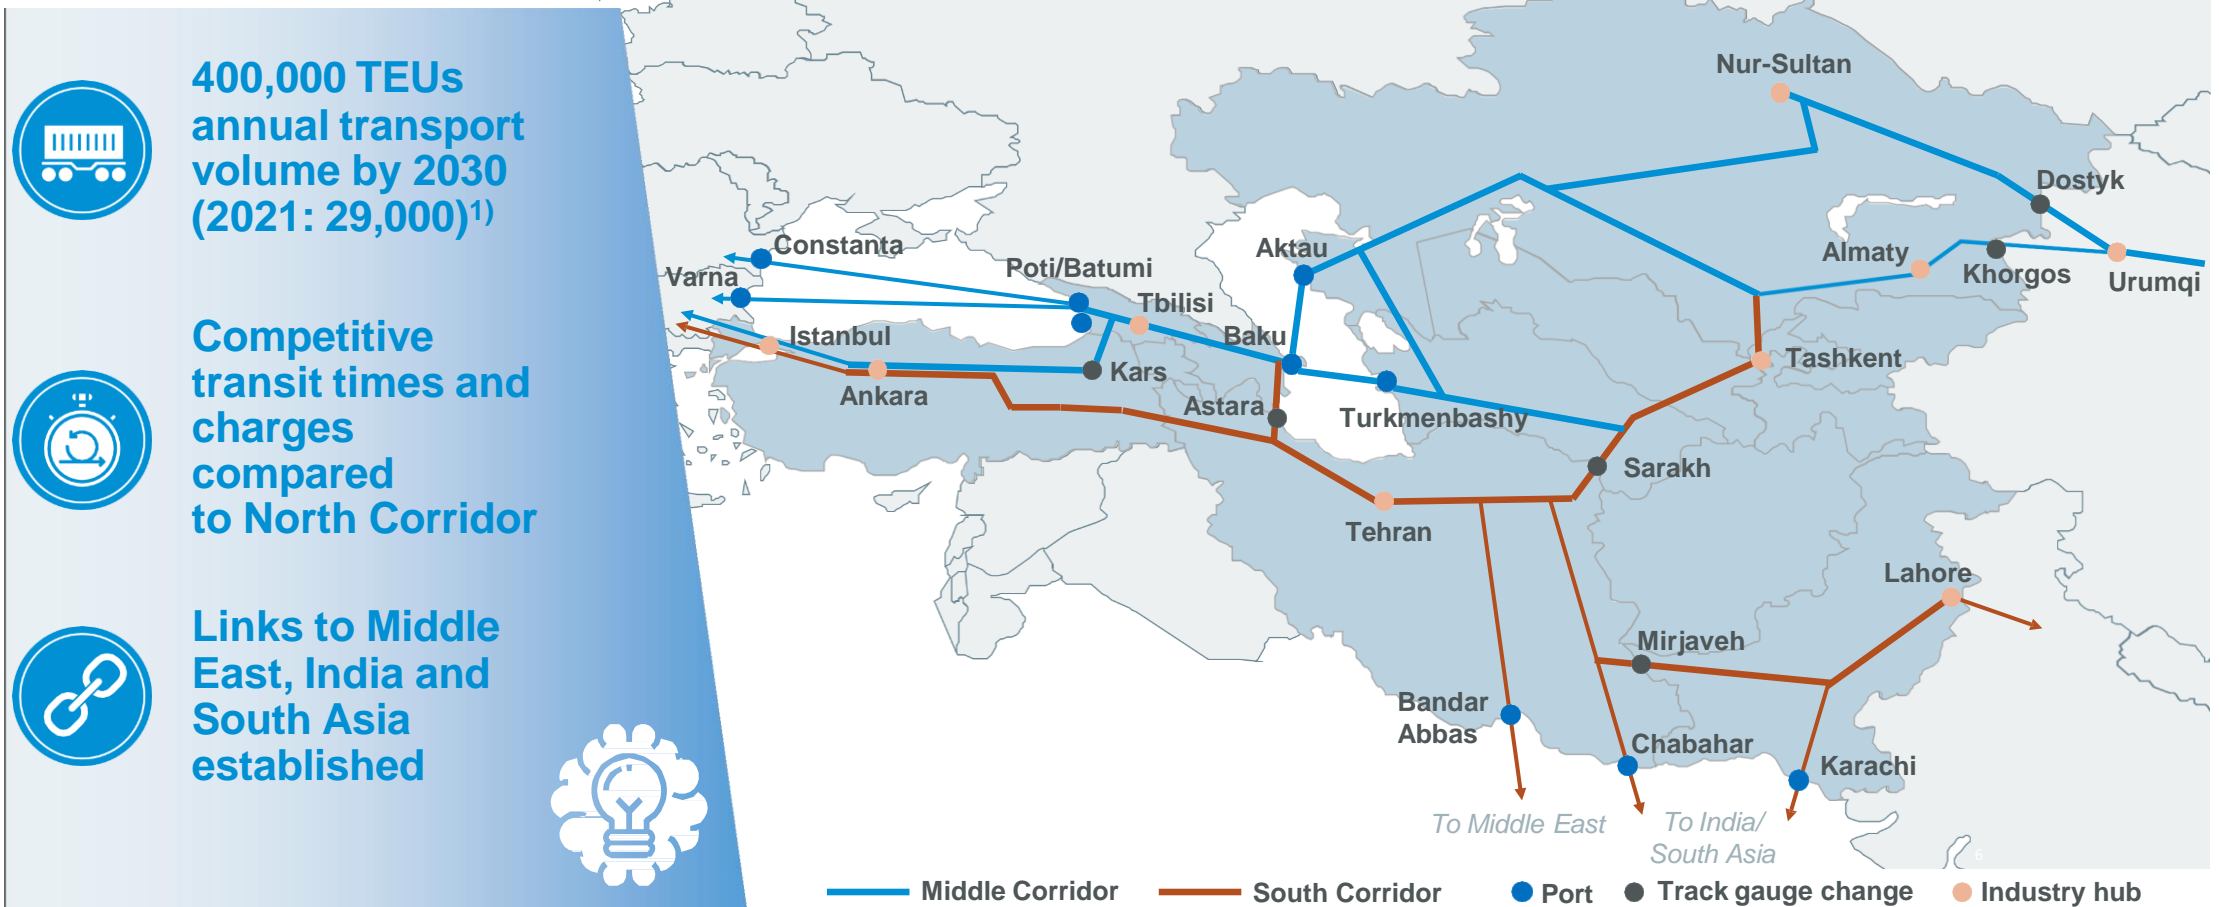 400,000 TEUs
annual transport
volume by 2030
(2021: 29,000)1)
Competitive
transit times and
charges
compared
to North Corridor
Links to Middle
East, India and
South Asia
established
Nur-Sultan
Dostyk
Almaty
Khorgos
Urumqi
Constanta
Varna
Poti/Batumi
Tbilisi
Aktau
Baku
Istanbul
Ankara
Kars
Astara
Turkmenbashy
Tashkent
Sarakh
Tehran
Lahore
Mirjaveh
Bandar
Abbas
Chabahar
Karachi
To Middle East
To India/
South Asia
6
Middle Corridor
South Corridor
Port
Track gauge change
Industry hub